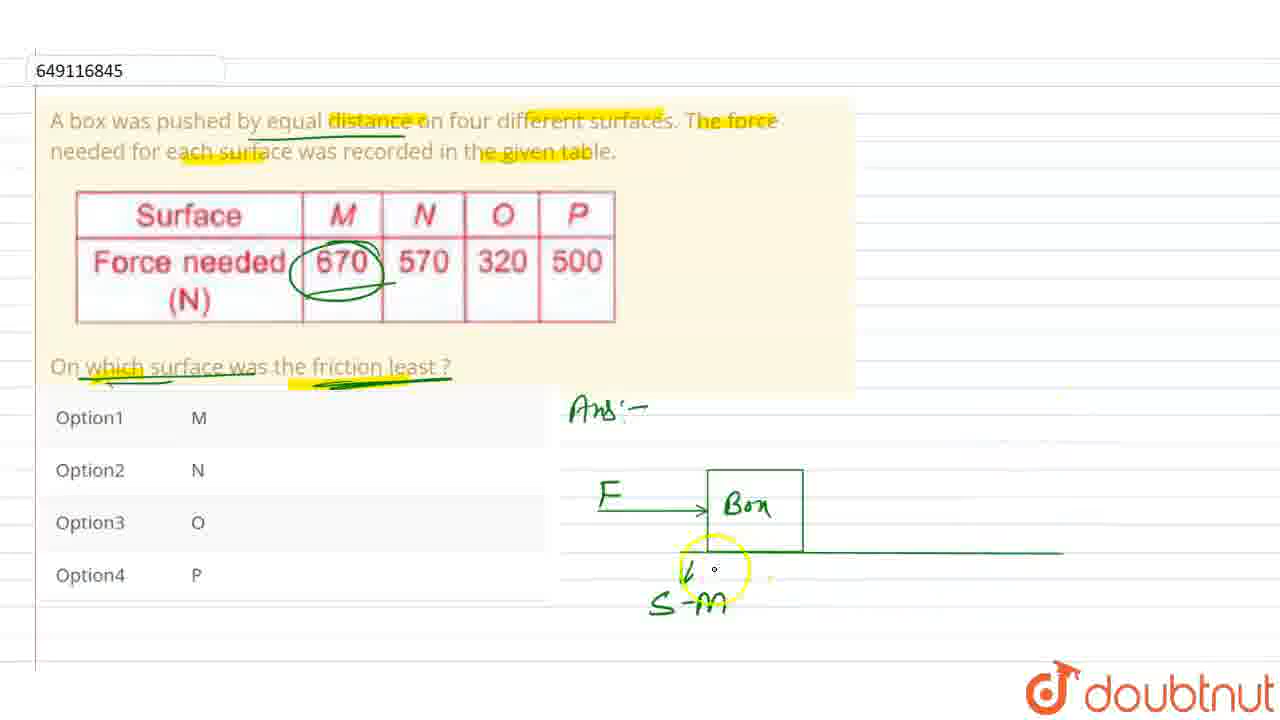 649116845
A box was pushed by equal distance on four different surfaces. The force
needed for each surface was recorded in the given table.
Surface M N O P
Force needed 670 570 320 500
(N)
On which surface was the friction least ?
Option1 M
Ans:-
Option2 N
F Box
Option3 O
Option4 P
S-M
doubtnut